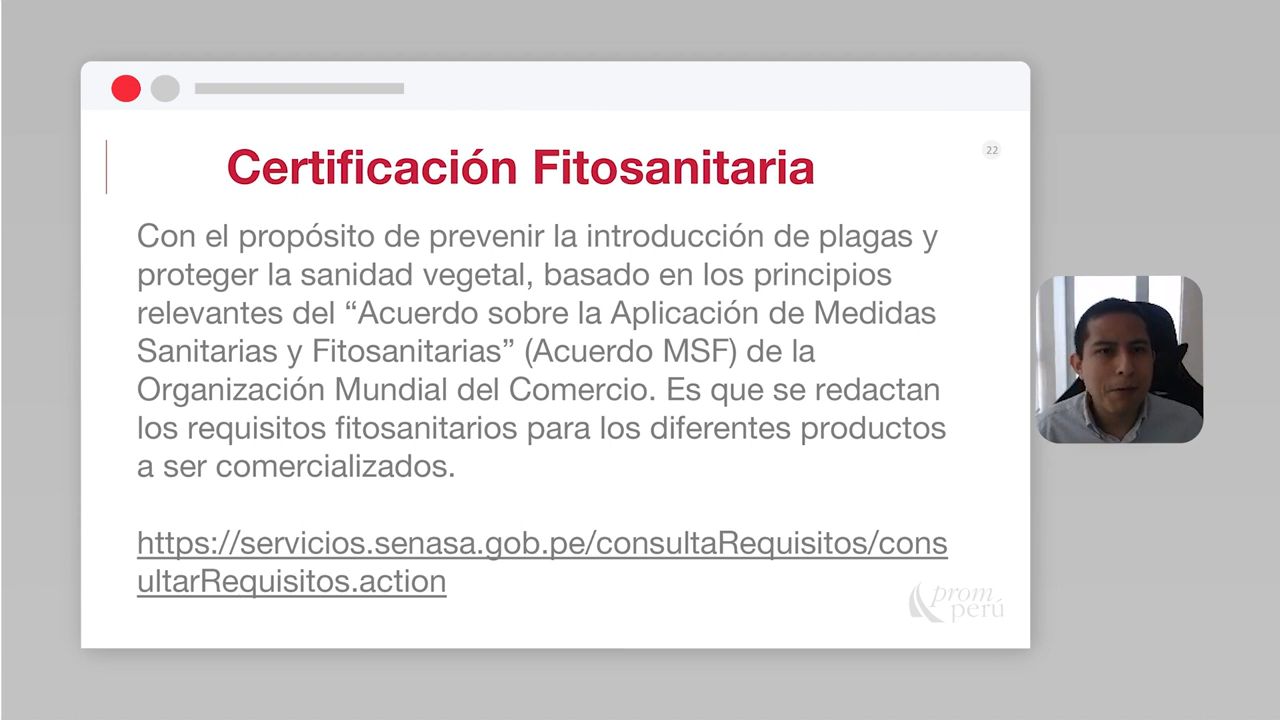 Certificación Fitosanitaria
22
Con el propósito de prevenir la introducción de plagas y
proteger la sanidad vegetal, basado en los principios
relevantes del “Acuerdo sobre la Aplicación de Medidas
Sanitarias y Fitosanitarias” (Acuerdo MSF) de la
Organización Mundial del Comercio. Es que se redactan
los requisitos fitosanitarios para los diferentes productos
a ser comercializados.
https://servicios.senasa.gob.pe/consultaRequisitos/cons
ultarRequisitos.action
prom
perú